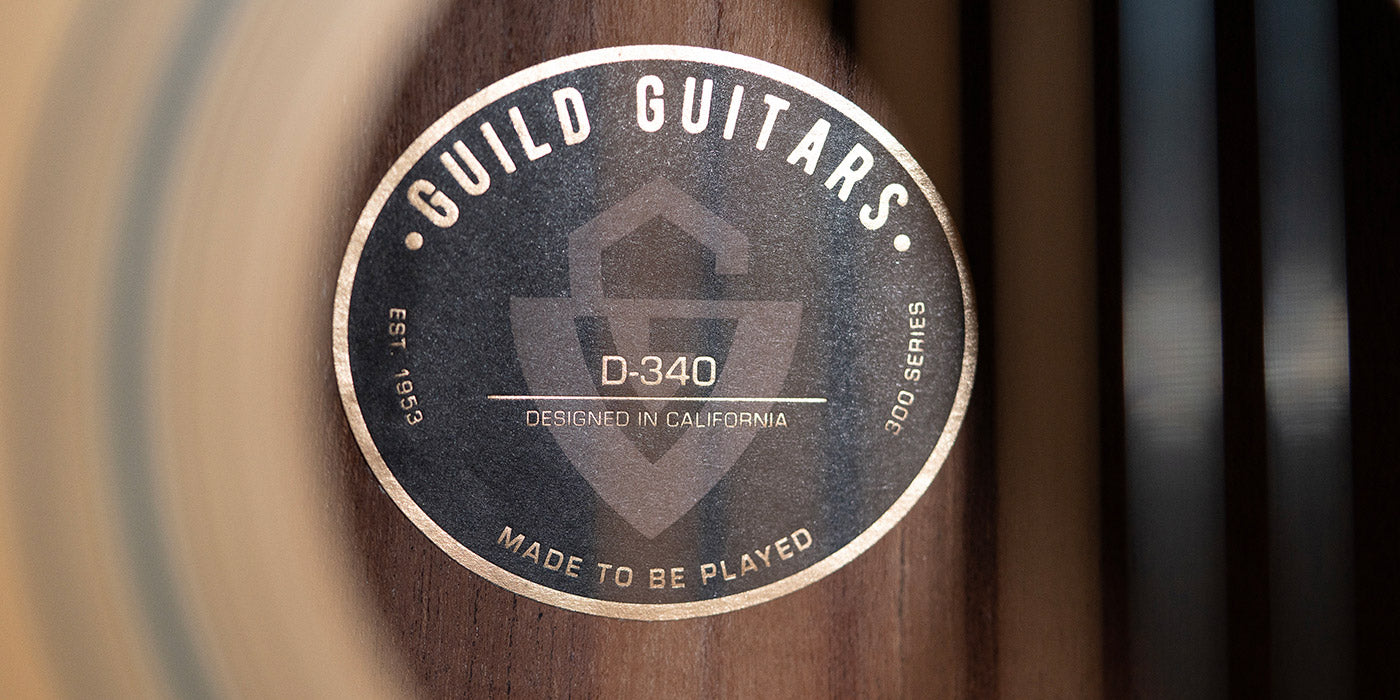 • GUILD GUITARS •
EST. 1953
300 SERIES
D-340
DESIGNED IN CALIFORNIA
MADE TO BE PLAYED